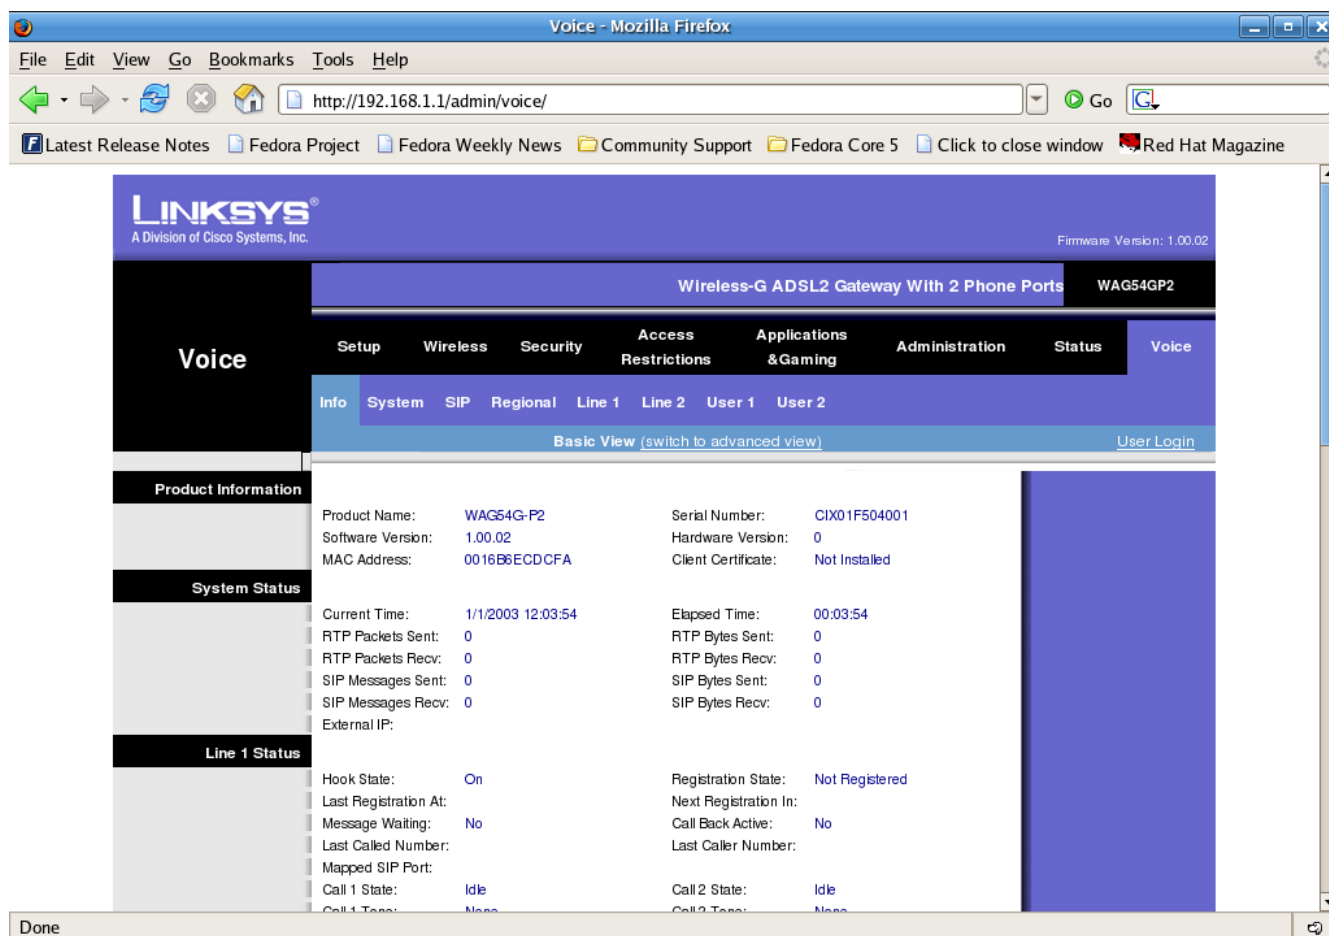 Voice - Mozilla Firefox
File Edit View Go Bookmarks Tools Help
http://192.168.1.1/admin/voice/ Go G
Latest Release Notes Fedora Project Fedora Weekly News Community Support Fedora Core 5 Click to close window Red Hat Magazine
LINKSYS®
A Division of Cisco Systems, Inc.
Firmware Version: 1.00.02
Wireless-G ADSL2 Gateway With 2 Phone Ports WAG54GP2
Voice
Setup Wireless Security Access Restrictions Applications &Gaming Administration Status Voice
Info System SIP Regional Line 1 Line 2 User 1 User 2
Basic View (switch to advanced view) User Login
Product Information
Product Name: WAG54G-P2 Serial Number: CIX01F504001
Software Version: 1.00.02 Hardware Version: 0
MAC Address: 0016B6ECDCFA Client Certificate: Not Installed
System Status
Current Time: 1/1/2003 12:03:54 Elapsed Time: 00:03:54
RTP Packets Sent: 0 RTP Bytes Sent: 0
RTP Packets Recv: 0 RTP Bytes Recv: 0
SIP Messages Sent: 0 SIP Bytes Sent: 0
SIP Messages Recv: 0 SIP Bytes Recv: 0
External IP:
Line 1 Status
Hook State: On Registration State: Not Registered
Last Registration At: Next Registration In:
Message Waiting: No Call Back Active: No
Last Called Number: Last Caller Number:
Mapped SIP Port:
Call 1 State: Idle Call 2 State: Idle
Call 1 Tone: None Call 2 Tone: None
Done